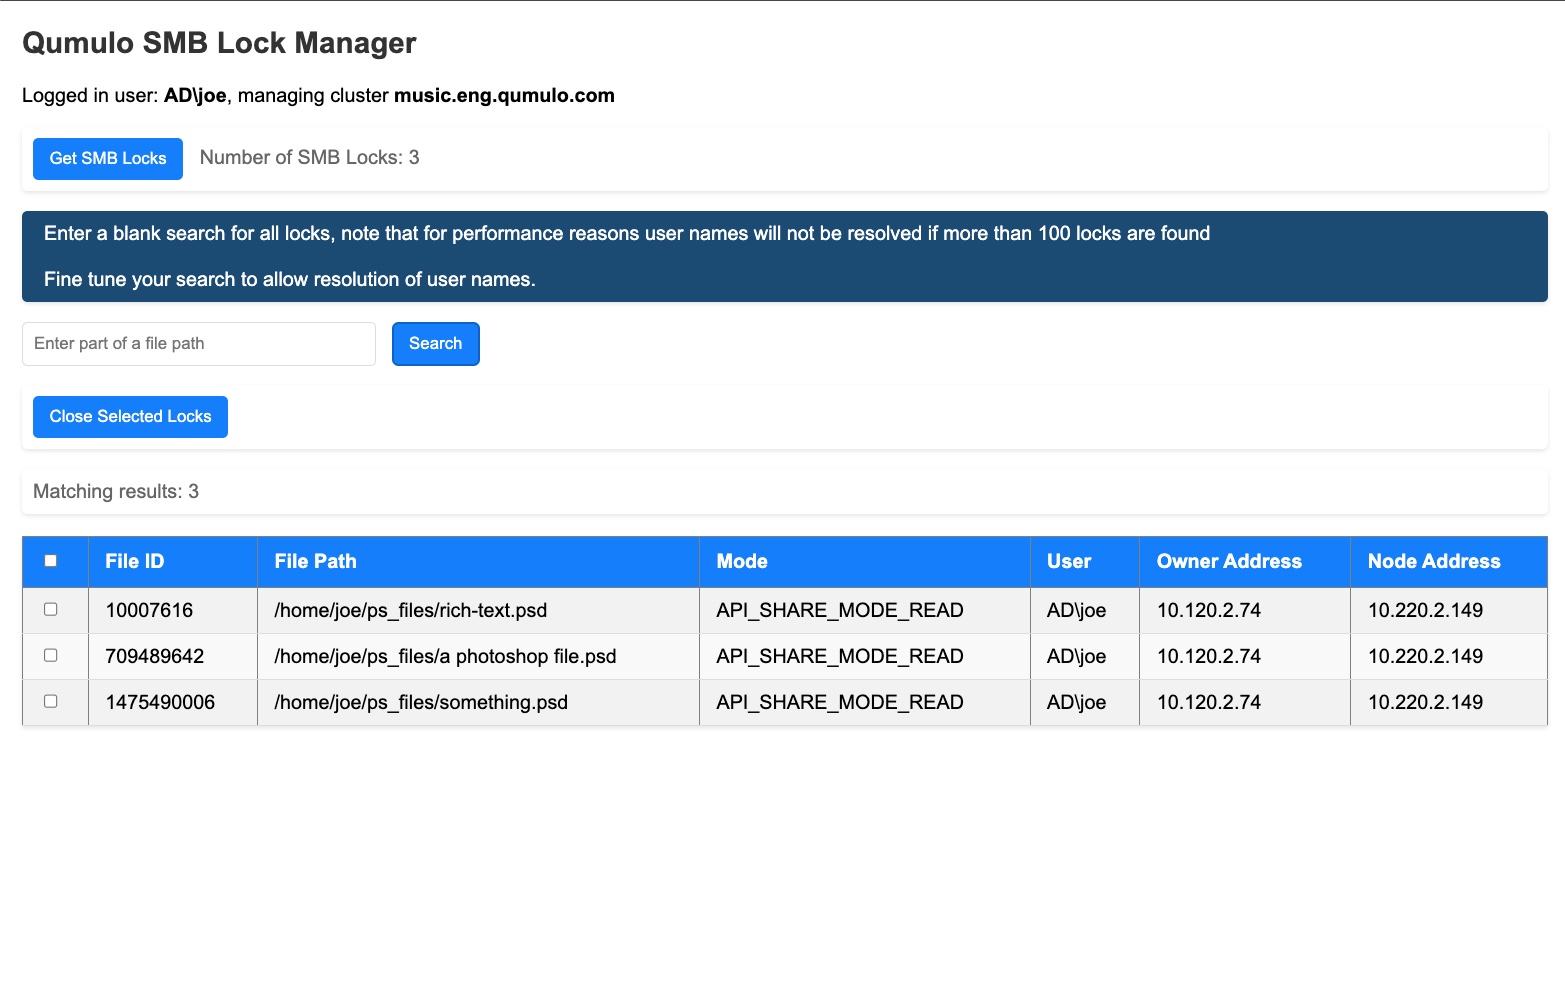 Qumulo SMB Lock Manager
Logged in user: AD\joe, managing cluster music.eng.qumulo.com
Get SMB Locks Number of SMB Locks: 3
Enter a blank search for all locks, note that for performance reasons user names will not be resolved if more than 100 locks are found
Fine tune your search to allow resolution of user names.
Enter part of a file path Search
Close Selected Locks
Matching results: 3
File ID File Path Mode User Owner Address Node Address
10007616 /home/joe/ps_files/rich-text.psd API_SHARE_MODE_READ AD\joe 10.120.2.74 10.220.2.149
709489642 /home/joe/ps_files/a photoshop file.psd API_SHARE_MODE_READ AD\joe 10.120.2.74 10.220.2.149
1475490006 /home/joe/ps_files/something.psd API_SHARE_MODE_READ AD\joe 10.120.2.74 10.220.2.149